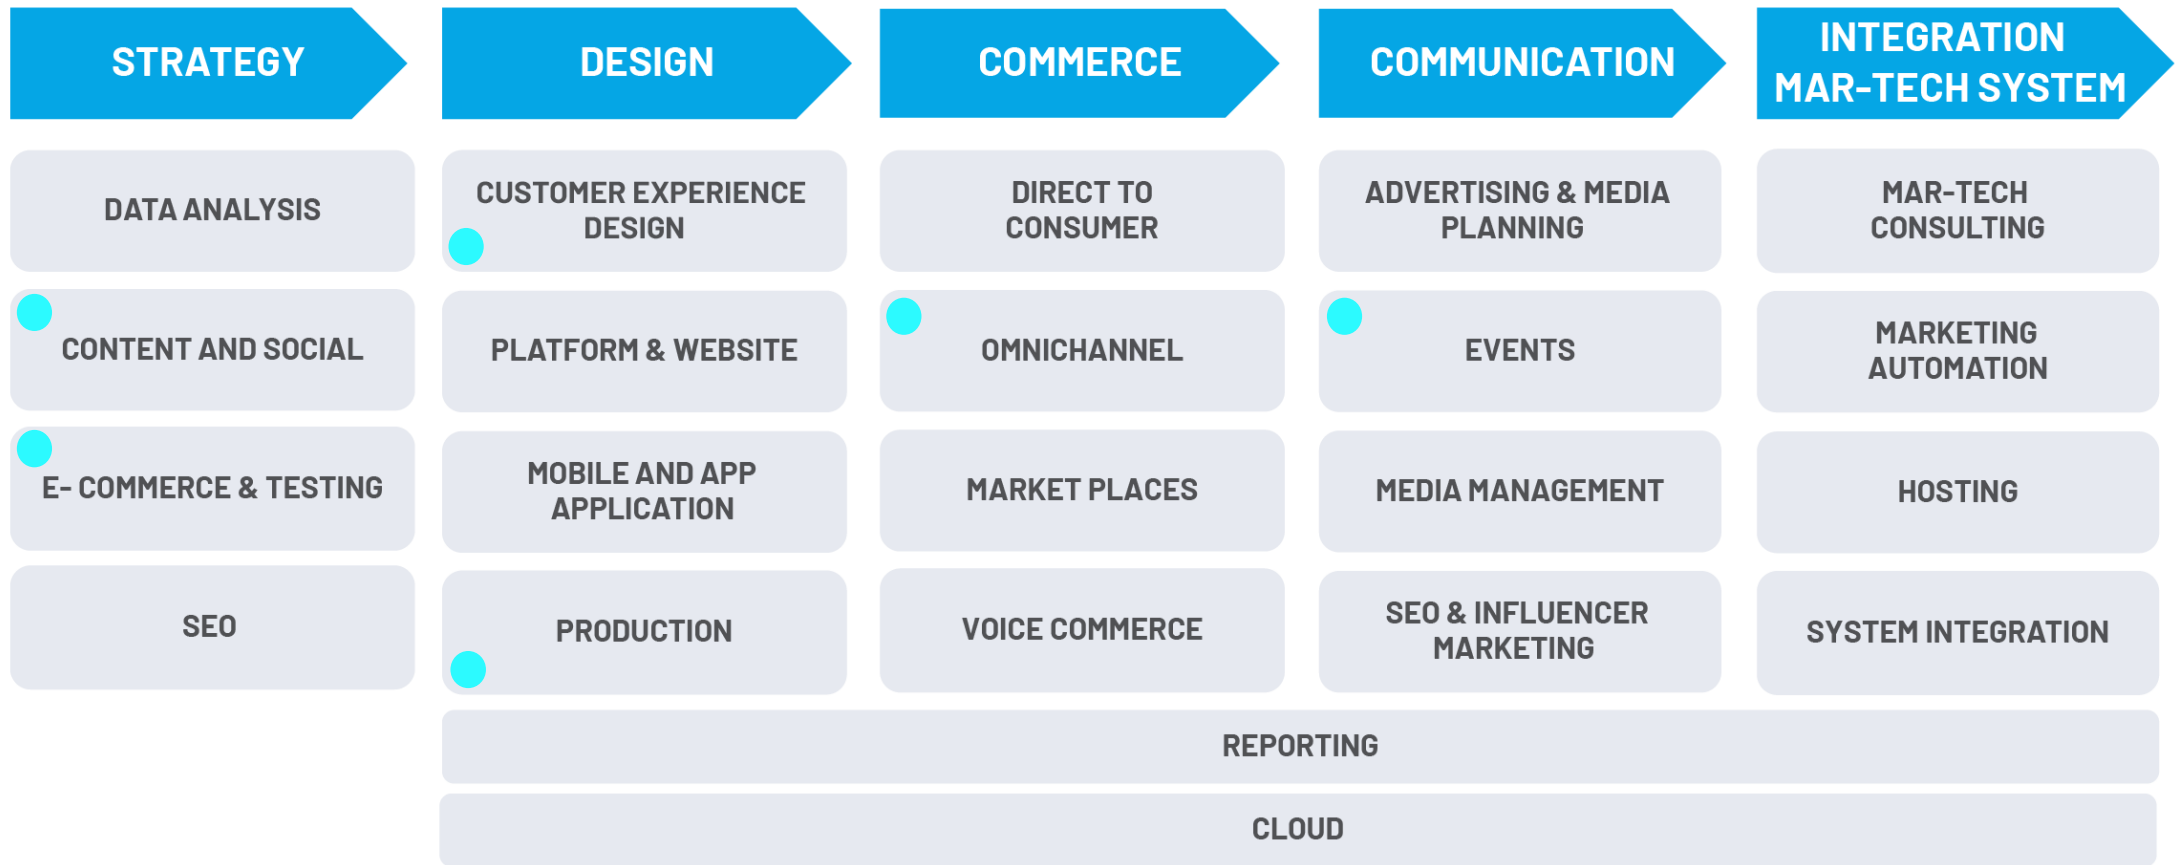 STRATEGY
DESIGN
COMMERCE
COMMUNICATION
INTEGRATION
MAR-TECH SYSTEM
DATA ANALYSIS
CUSTOMER EXPERIENCE
DESIGN
DIRECT TO
CONSUMER
ADVERTISING & MEDIA
PLANNING
MAR-TECH
CONSULTING
CONTENT AND SOCIAL
PLATFORM & WEBSITE
OMNICHANNEL
EVENTS
MARKETING
AUTOMATION
E- COMMERCE & TESTING
MOBILE AND APP
APPLICATION
MARKET PLACES
MEDIA MANAGEMENT
HOSTING
SEO
PRODUCTION
VOICE COMMERCE
SEO & INFLUENCER
MARKETING
SYSTEM INTEGRATION
REPORTING
CLOUD